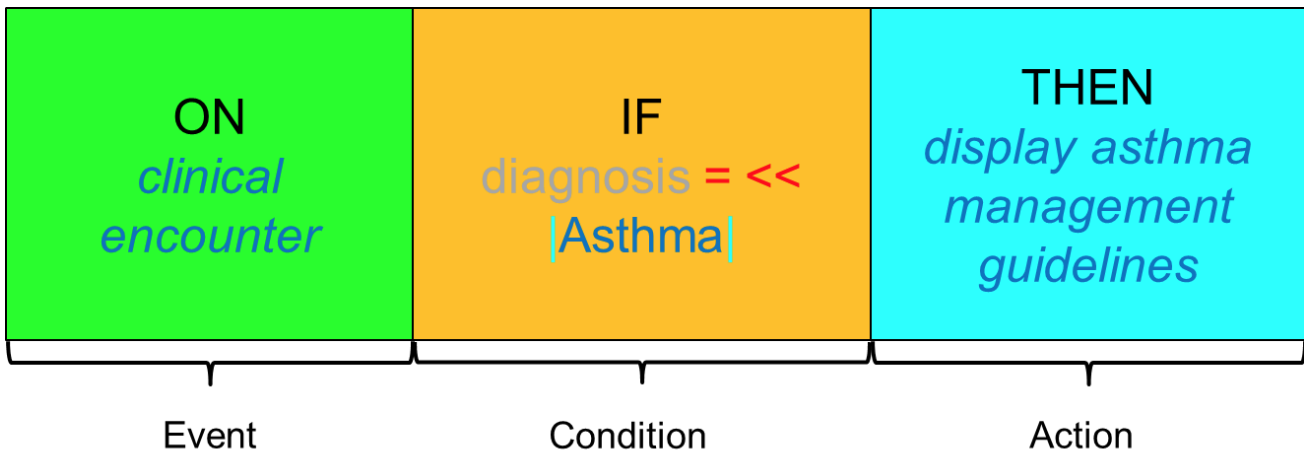 ON
clinical
encounter
IF
diagnosis = <<
|Asthma|
THEN
display asthma
management
guidelines
Event
Condition
Action